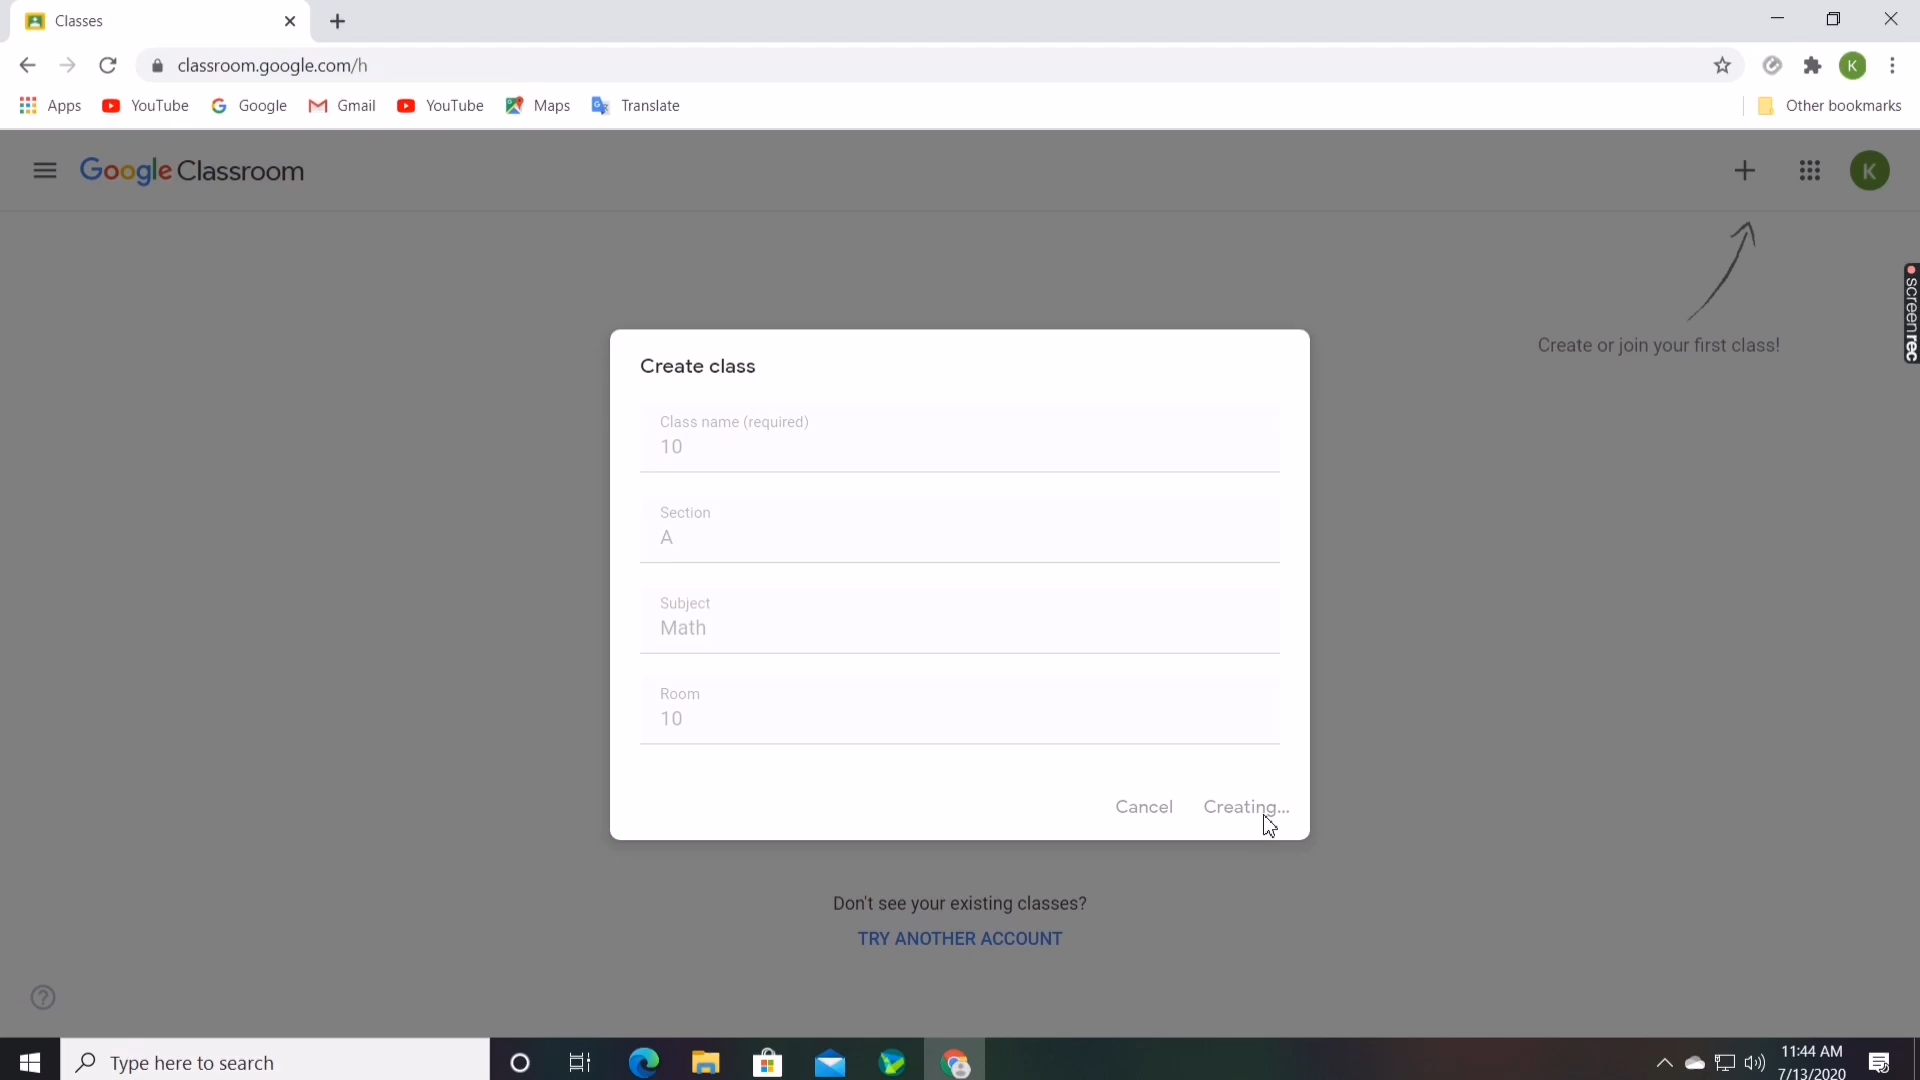 Classes
classroom.google.com/h
K
Apps YouTube Google Gmail YouTube Maps Translate Other bookmarks
Google Classroom
K
Create or join your first class!
screenrec
Create class
Class name (required)
10
Section
A
Subject
Math
Room
10
Cancel Creating...
Don't see your existing classes?
TRY ANOTHER ACCOUNT
Type here to search
11:44 AM
7/13/2020